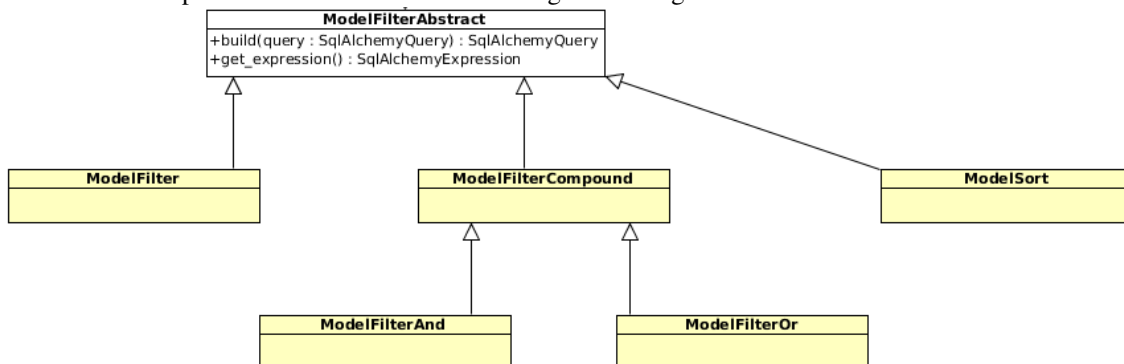 ModelFilterAbstract
+build(query : SqlAlchemyQuery) : SqlAlchemyQuery
+get_expression() : SqlAlchemyExpression
ModelFilter
ModelFilterCompound
ModelSort
ModelFilterAnd
ModelFilterOr